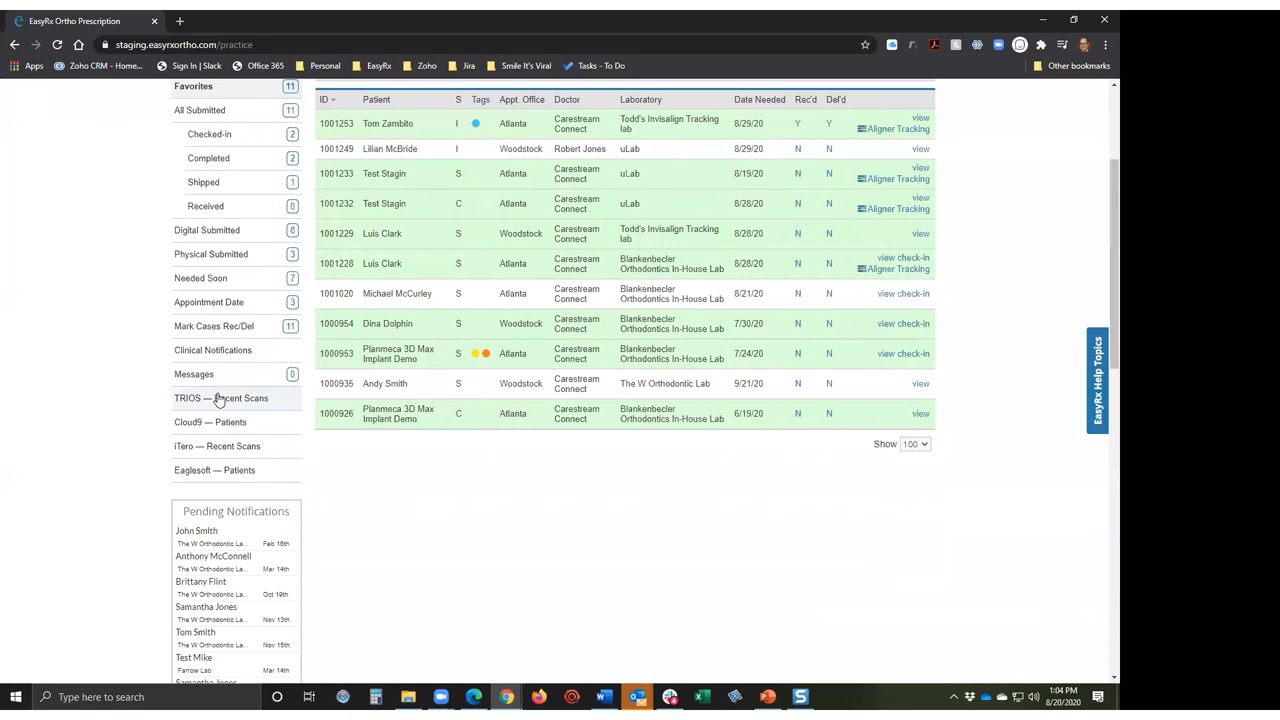 EasyRx Ortho Prescription
staging.easyrxortho.com/practice
Apps Zoho CRM - Home... Sign In | Slack Office 365 Personal EasyRx Zoho Jira Smile It's Viral Tasks - To Do Other bookmarks
Favorites 11
All Submitted 11
Checked-in 2
Completed 2
Shipped 1
Received 0
Digital Submitted 8
Physical Submitted 3
Needed Soon 7
Appointment Date 3
Mark Cases Rec/Del 11
Clinical Notifications
Messages 0
TRIOS — Recent Scans
Cloud9 — Patients
iTero — Recent Scans
Eaglesoft — Patients
Pending Notifications
John Smith
The W Orthodontic La... Feb 16th
Anthony McConnell
The W Orthodontic La... Mar 14th
Brittany Flint
The W Orthodontic La... Oct 19th
Samantha Jones
The W Orthodontic La... Nov 13th
Tom Smith
The W Orthodontic La... Nov 15th
Test Mike
Farrow Lab Mar 14th
Samantha Jones
ID Patient S Tags Appt. Office Doctor Laboratory Date Needed Rec'd Del'd
1001253 Tom Zambito I Atlanta Carestream Connect Todd's Invisalign Tracking lab 8/29/20 Y Y view Aligner Tracking
1001249 Lilian McBride I Woodstock Robert Jones uLab 8/29/20 N N view
1001233 Test Stagin S Atlanta Carestream Connect uLab 8/19/20 N N view Aligner Tracking
1001232 Test Stagin C Atlanta Carestream Connect uLab 8/28/20 N N view Aligner Tracking
1001229 Luis Clark S Woodstock Carestream Connect Todd's Invisalign Tracking lab 8/28/20 N N view
1001228 Luis Clark S Atlanta Carestream Connect Blankenbecler Orthodontics In-House Lab 8/28/20 N N view check-in Aligner Tracking
1001020 Michael McCurley S Atlanta Carestream Connect Blankenbecler Orthodontics In-House Lab 8/21/20 N N view check-in
1000954 Dina Dolphin S Woodstock Carestream Connect Blankenbecler Orthodontics In-House Lab 7/30/20 N N view check-in
1000953 Planmeca 3D Max Implant Demo S Atlanta Carestream Connect Blankenbecler Orthodontics In-House Lab 7/24/20 N N view check-in
1000935 Andy Smith S Woodstock Carestream Connect The W Orthodontic Lab 9/21/20 N N view
1000926 Planmeca 3D Max Implant Demo C Atlanta Carestream Connect Blankenbecler Orthodontics In-House Lab 6/19/20 N N view
Show 100
EasyRx Help Topics
Type here to search
1:04 PM
8/20/2020